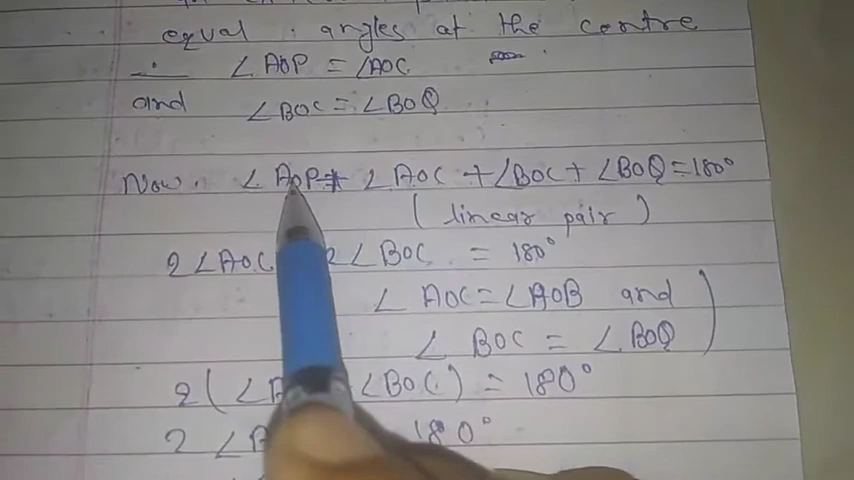 equal angles at the centre
∴ ∠AOP = ∠AOC
and ∠BOC = ∠BOQ
Now. ∠AOP + ∠AOC + ∠BOC + ∠BOQ = 180°
(linear pair)
2∠AOC 2∠BOC = 180°
∠AOC = ∠AOB and
∠BOC = ∠BOQ )
2(∠ ∠BOC) = 180°
2 ∠ 180°